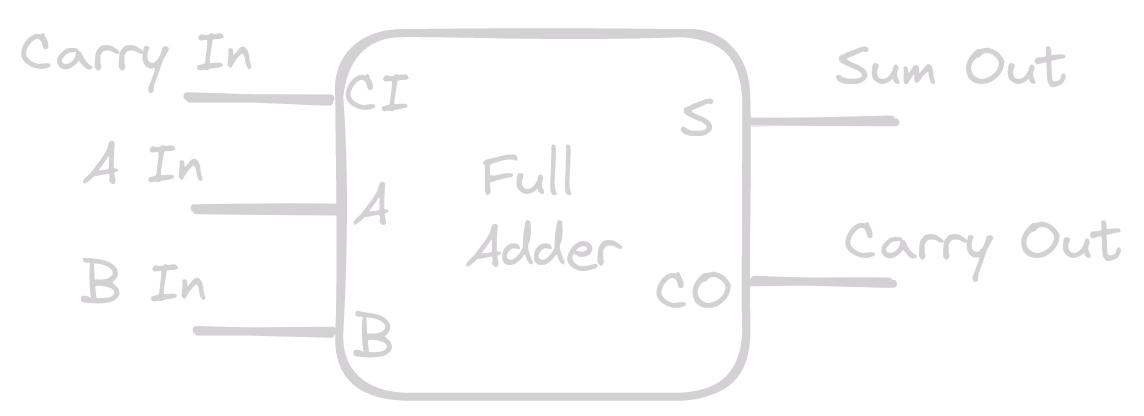 Carry In
CI
A In
A
B In
B
Full
Adder
S
Sum Out
CO
Carry Out